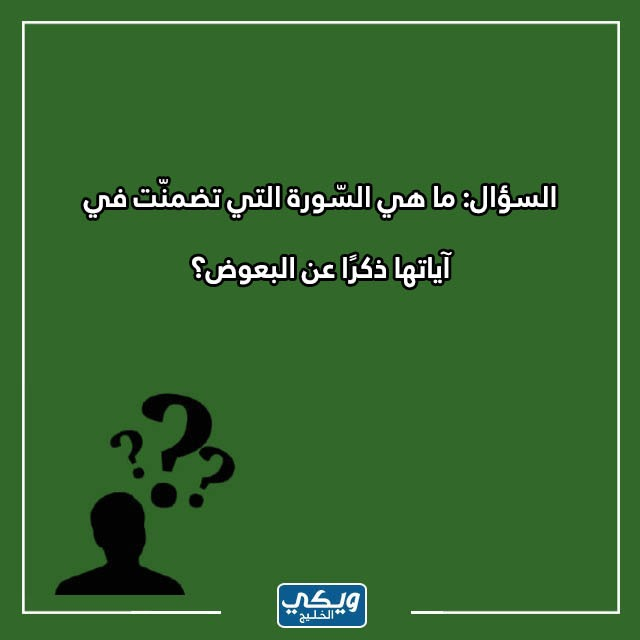 السؤال: ما هي السّورة التي تضمنّت في
آياتها ذكرًا عن البعوض؟
؟
؟
؟
ويكي
الخليج